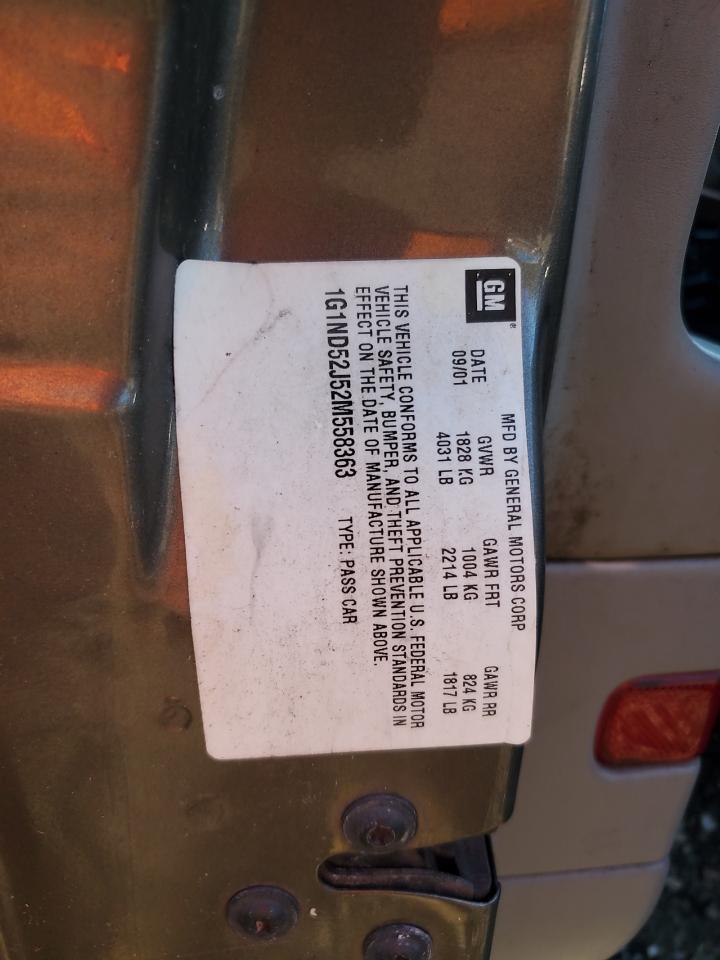 GM ®
MFD BY GENERAL MOTORS CORP
DATE GVWR GAWR FRT GAWR RR
09/01 1828 KG 1004 KG 824 KG
4031 LB 2214 LB 1817 LB
THIS VEHICLE CONFORMS TO ALL APPLICABLE U.S. FEDERAL MOTOR
VEHICLE SAFETY, BUMPER, AND THEFT PREVENTION STANDARDS IN
EFFECT ON THE DATE OF MANUFACTURE SHOWN ABOVE.
1G1ND52J52M558363 TYPE: PASS CAR